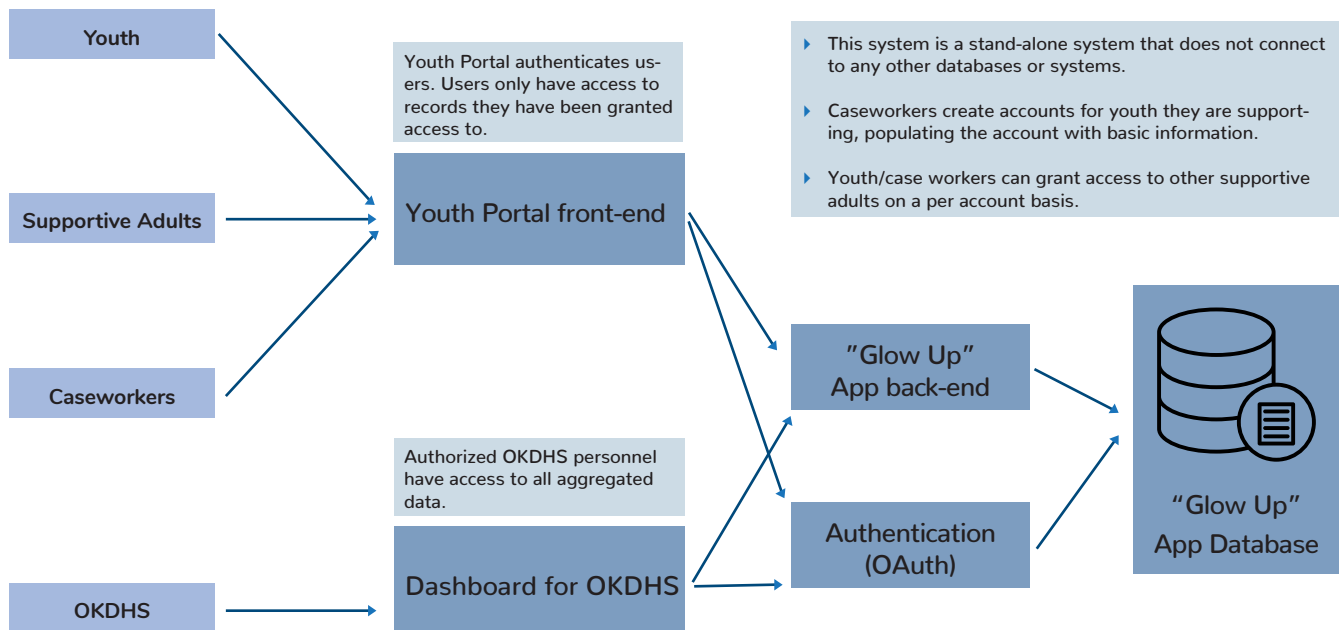 Youth
Supportive Adults
Caseworkers
OKDHS
Youth Portal authenticates us-
ers. Users only have access to
records they have been granted
access to.
Youth Portal front-end
Authorized OKDHS personnel
have access to all aggregated
data.
Dashboard for OKDHS
This system is a stand-alone system that does not connect
to any other databases or systems.
Caseworkers create accounts for youth they are support-
ing, populating the account with basic information.
Youth/case workers can grant access to other supportive
adults on a per account basis.
”Glow Up”
App back-end
Authentication
(OAuth)
“Glow Up”
App Database